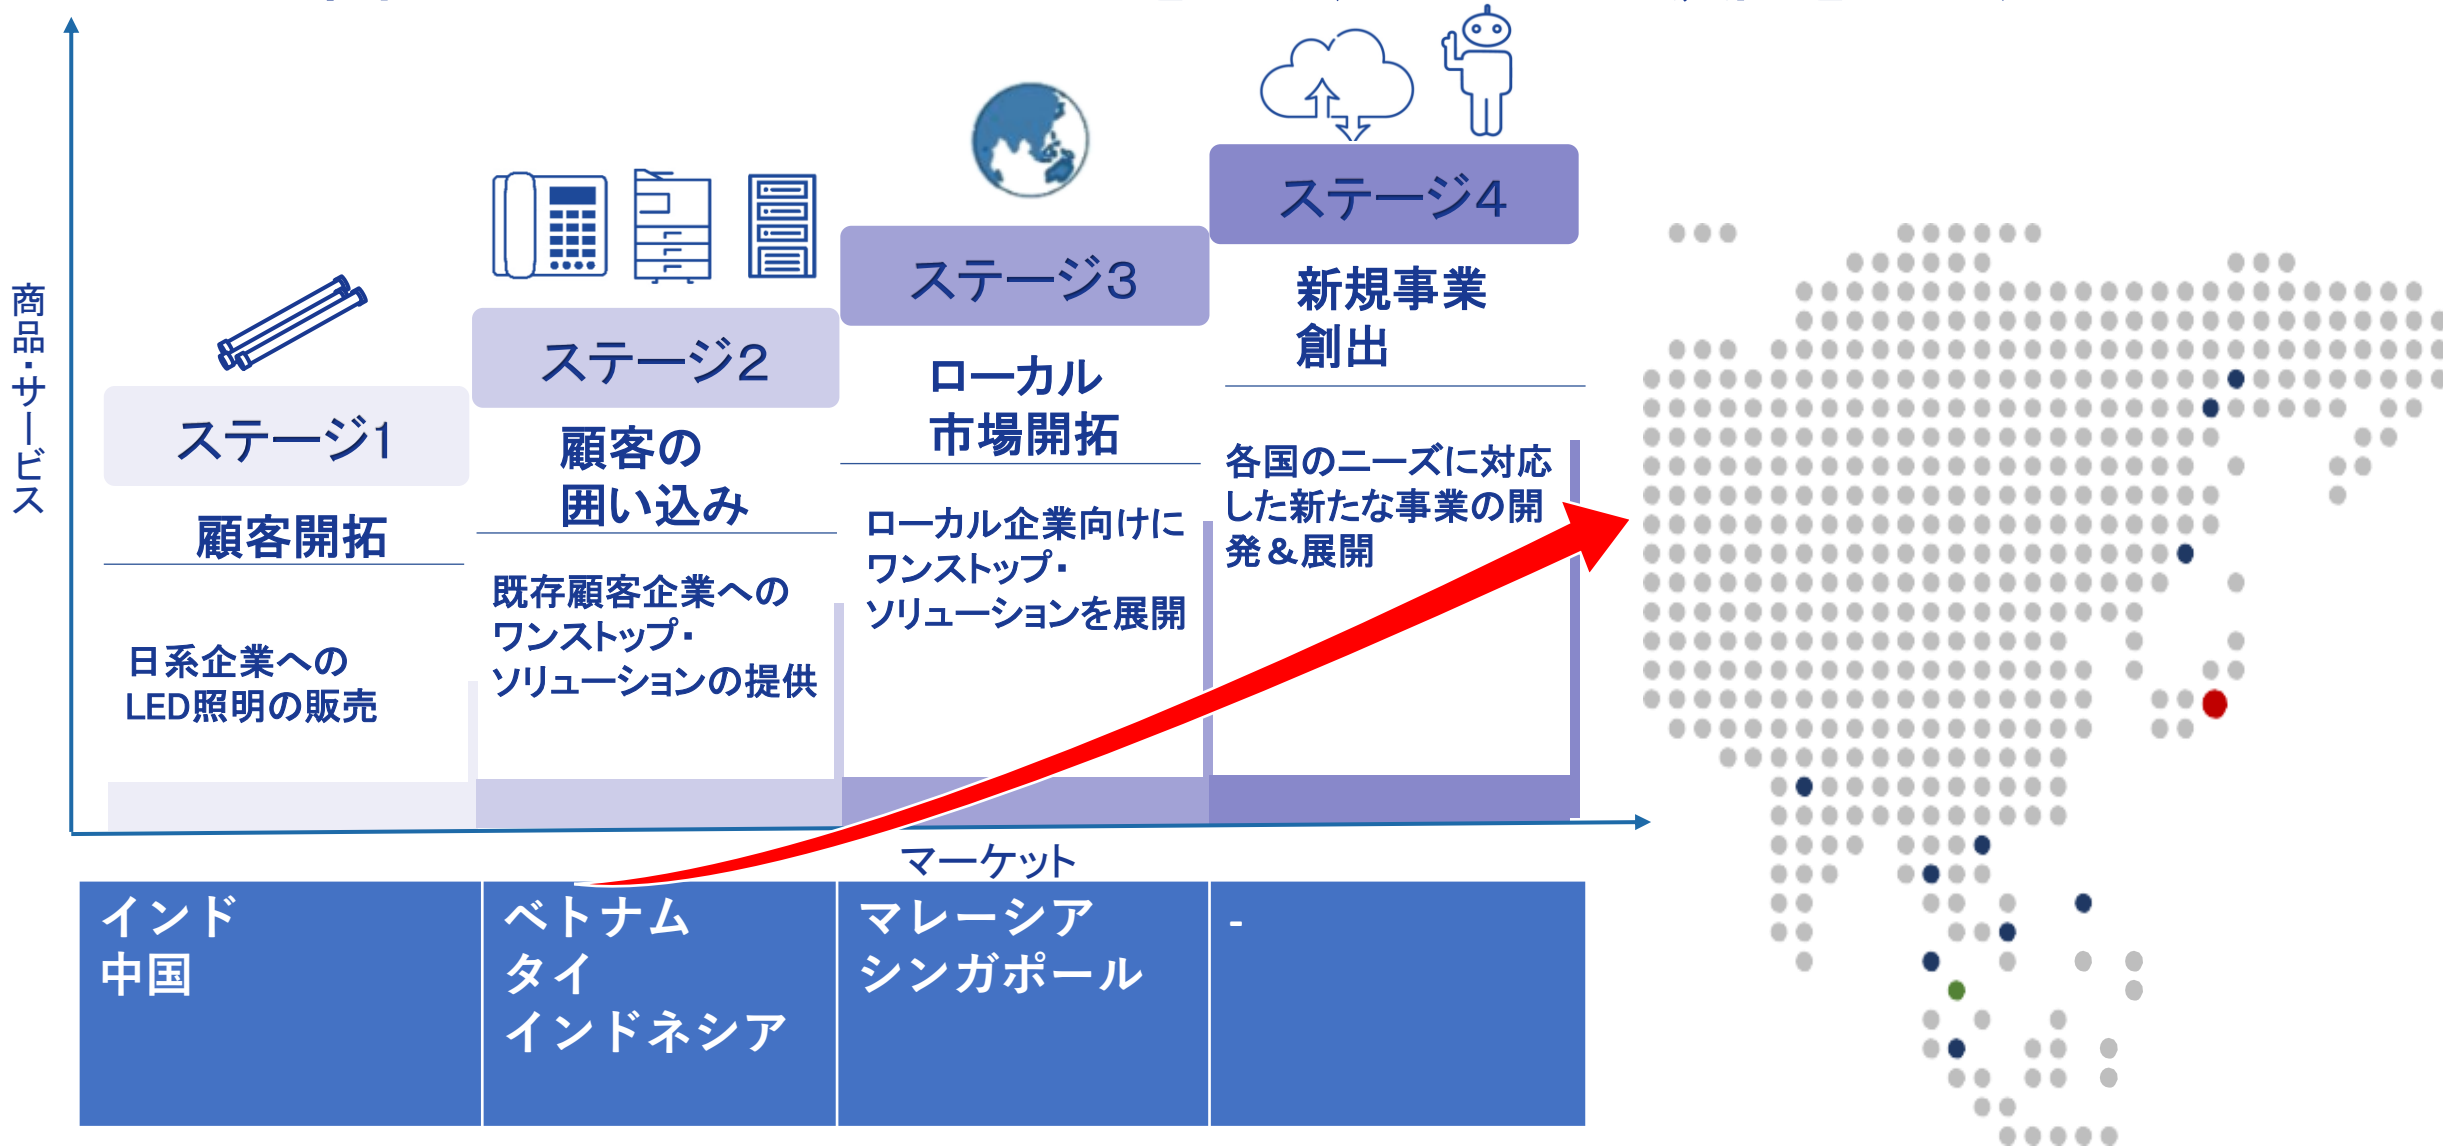 商品・サービス
ステージ1
顧客開拓
日系企業への
LED照明の販売
ステージ2
顧客の
囲い込み
既存顧客企業への
ワンストップ・
ソリューションの提供
ステージ3
ローカル
市場開拓
ローカル企業向けに
ワンストップ・
ソリューションを展開
ステージ4
新規事業
創出
各国のニーズに対応
した新たな事業の開
発＆展開
マーケット
インド
中国
ベトナム
タイ
インドネシア
マレーシア
シンガポール
-